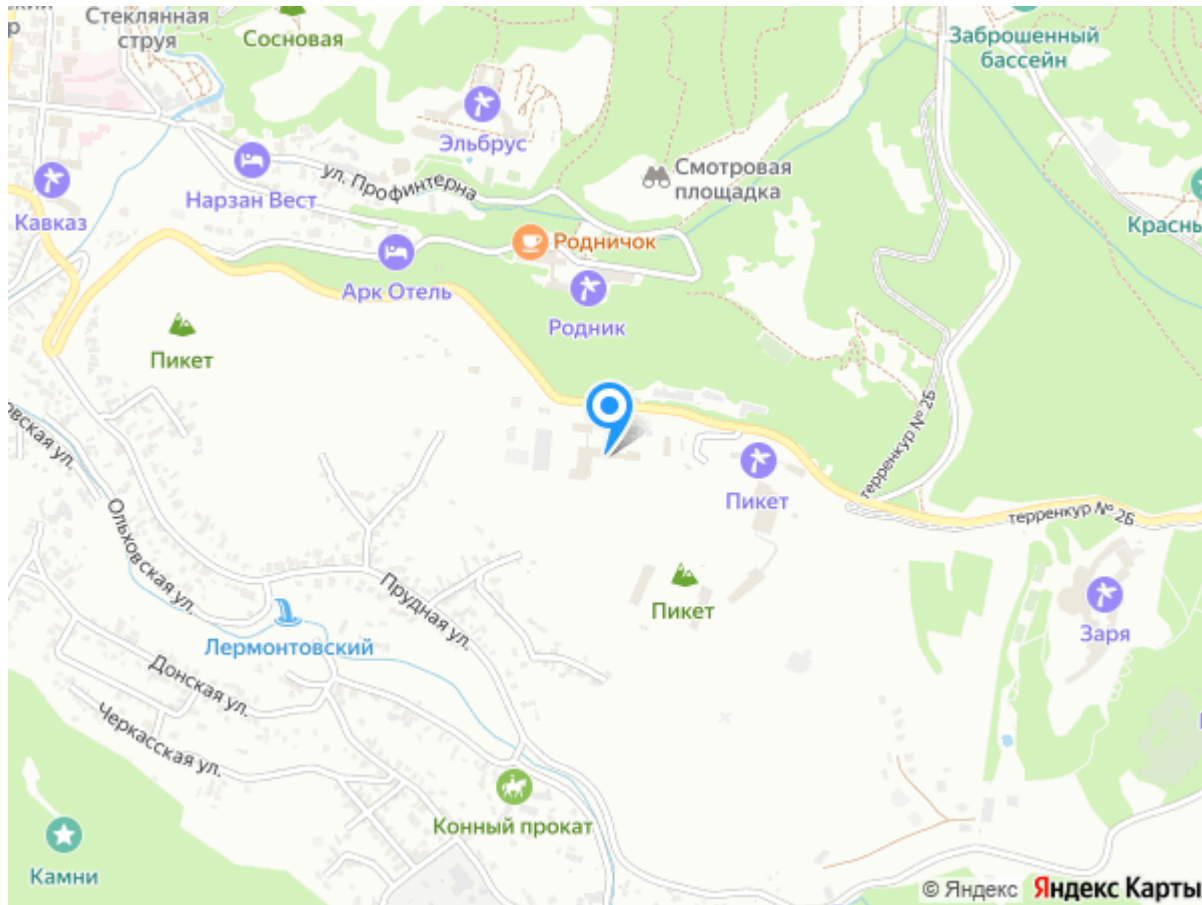 Стеклянная
струя
Сосновая
Заброшенный
бассейн
Эльбрус
Смотровая
площадка
ул. Профинтерна
Нарзан Вест
Кавказ
Родничок
Арк Отель
Родник
Пикет
терренкур № 2Б
Пикет
терренкур № 2Б
Ольховская ул.
Прудная ул.
Пикет
Заря
Лермонтовский
Донская ул.
Черкасская ул.
Конный прокат
Камни
© Яндекс Яндекс Карты